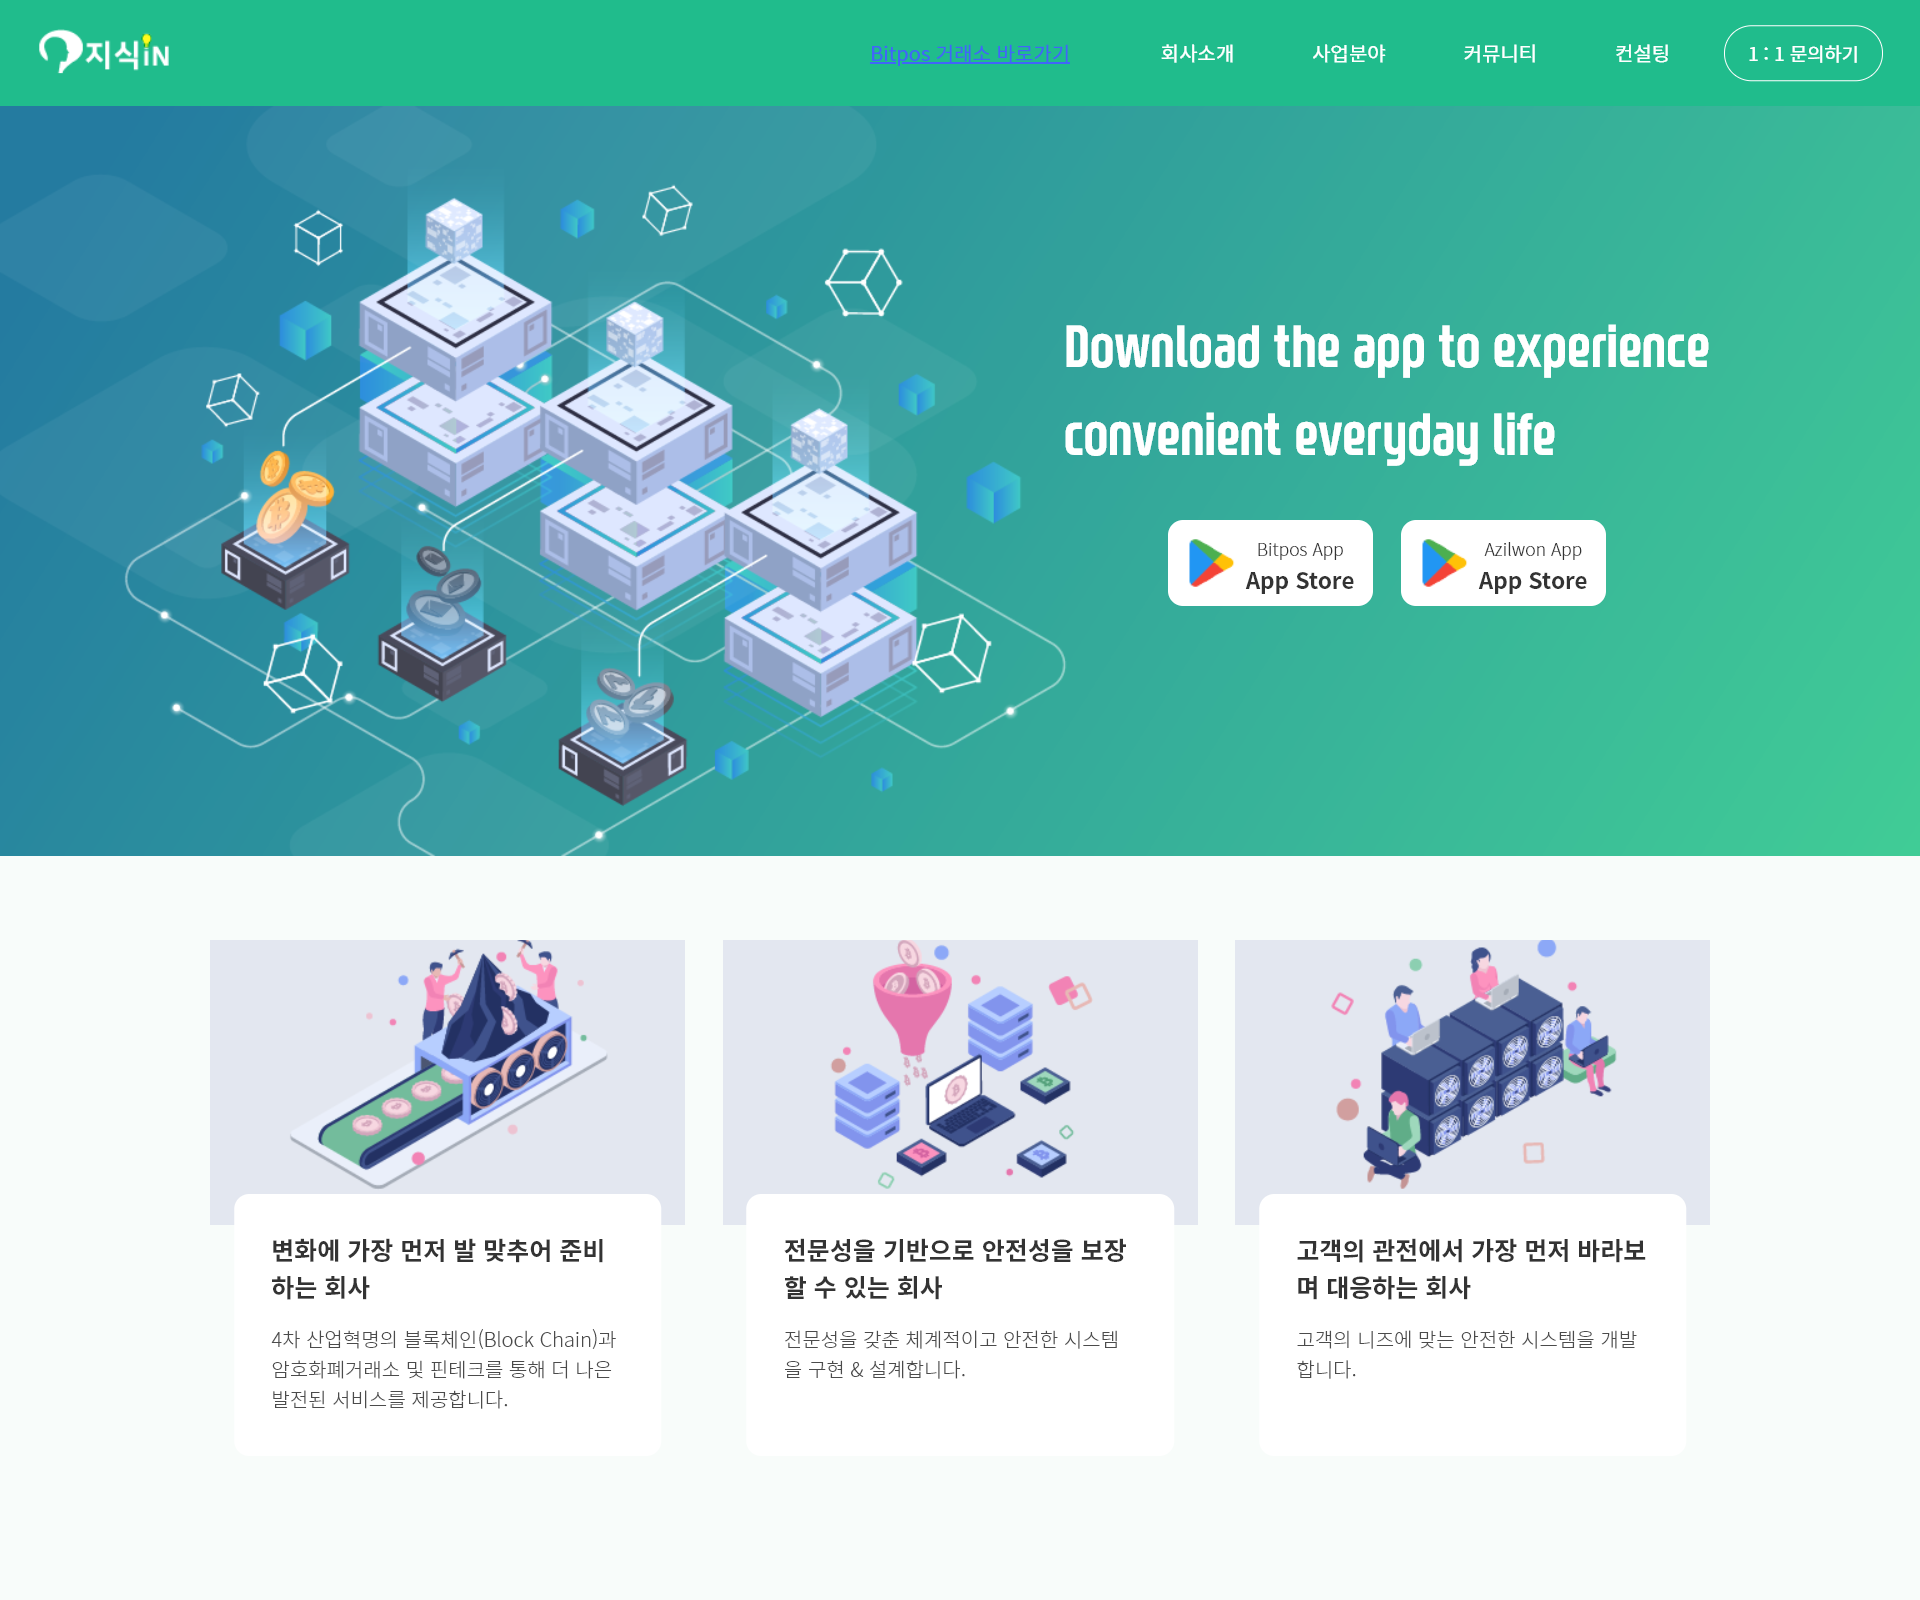 지식iN
Bitpos 거래소 바로가기
회사소개
사업분야
커뮤니티
컨설팅
1 : 1 문의하기
Download the app to experience
convenient everyday life
Bitpos App
App Store
Azilwon App
App Store
변화에 가장 먼저 발 맞추어 준비
하는 회사
4차 산업혁명의 블록체인(Block Chain)과
암호화폐거래소 및 핀테크를 통해 더 나은
발전된 서비스를 제공합니다.
전문성을 기반으로 안전성을 보장
할 수 있는 회사
전문성을 갖춘 체계적이고 안전한 시스템
을 구현 & 설계합니다.
고객의 관전에서 가장 먼저 바라보
며 대응하는 회사
고객의 니즈에 맞는 안전한 시스템을 개발
합니다.